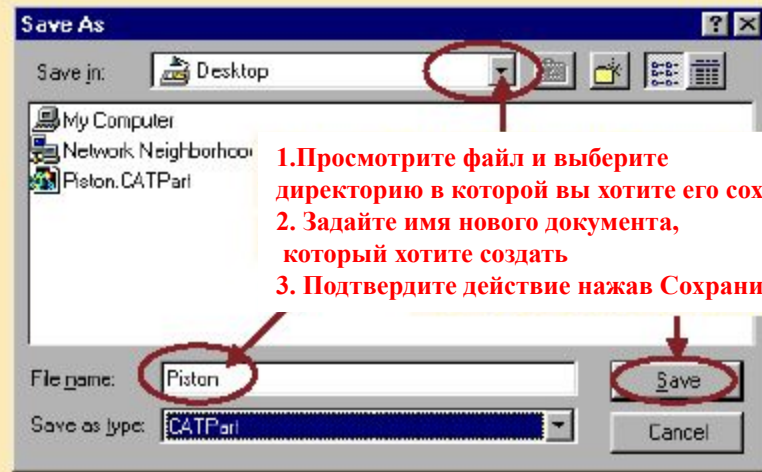 Save As
Save in: Desktop
My Computer
Network Neighborhoo
Piston.CATPart
1.Просмотрите файл и выберите
директорию в которой вы хотите его сох
2. Задайте имя нового документа,
который хотите создать
3. Подтвердите действие нажав Сохрани
File name: Piston Save
Save as type: CATPart Cancel